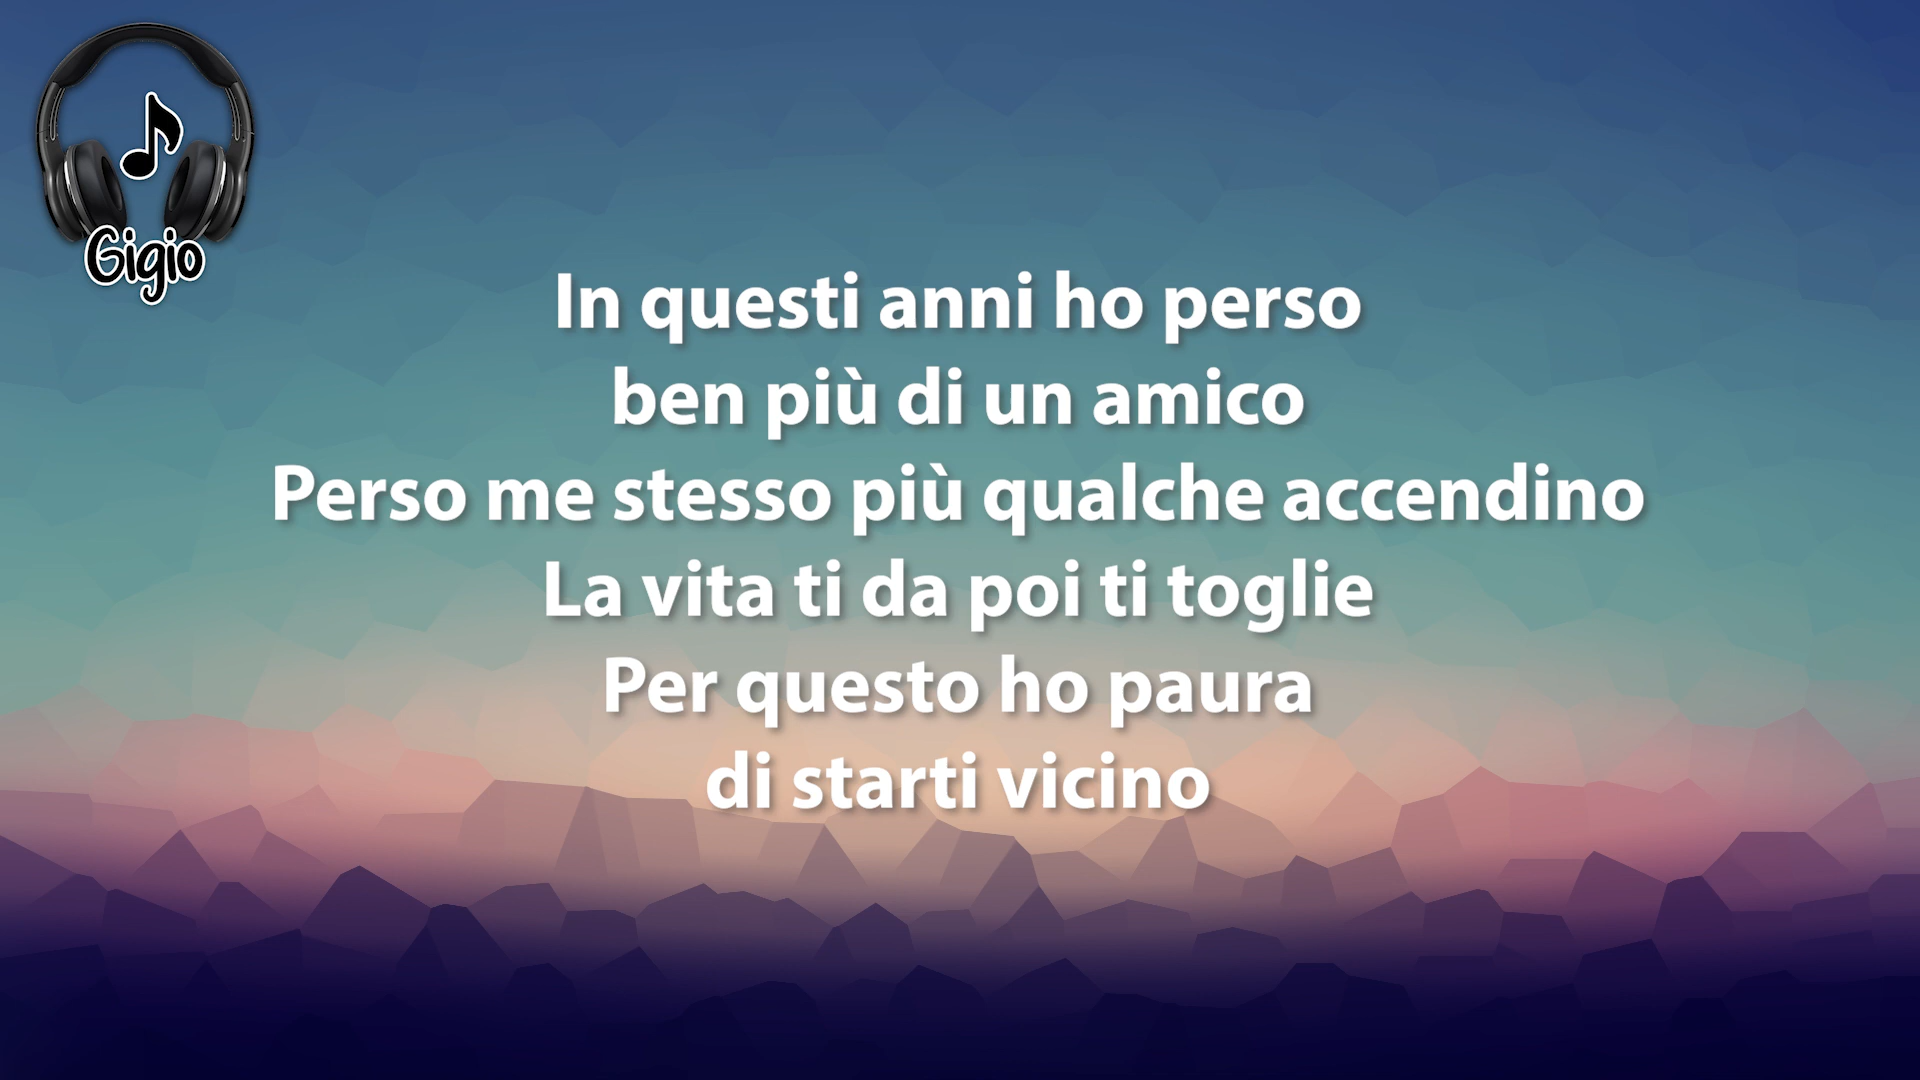 Gigio
In questi anni ho perso
ben più di un amico
Perso me stesso più qualche accendino
La vita ti da poi ti toglie
Per questo ho paura
di starti vicino